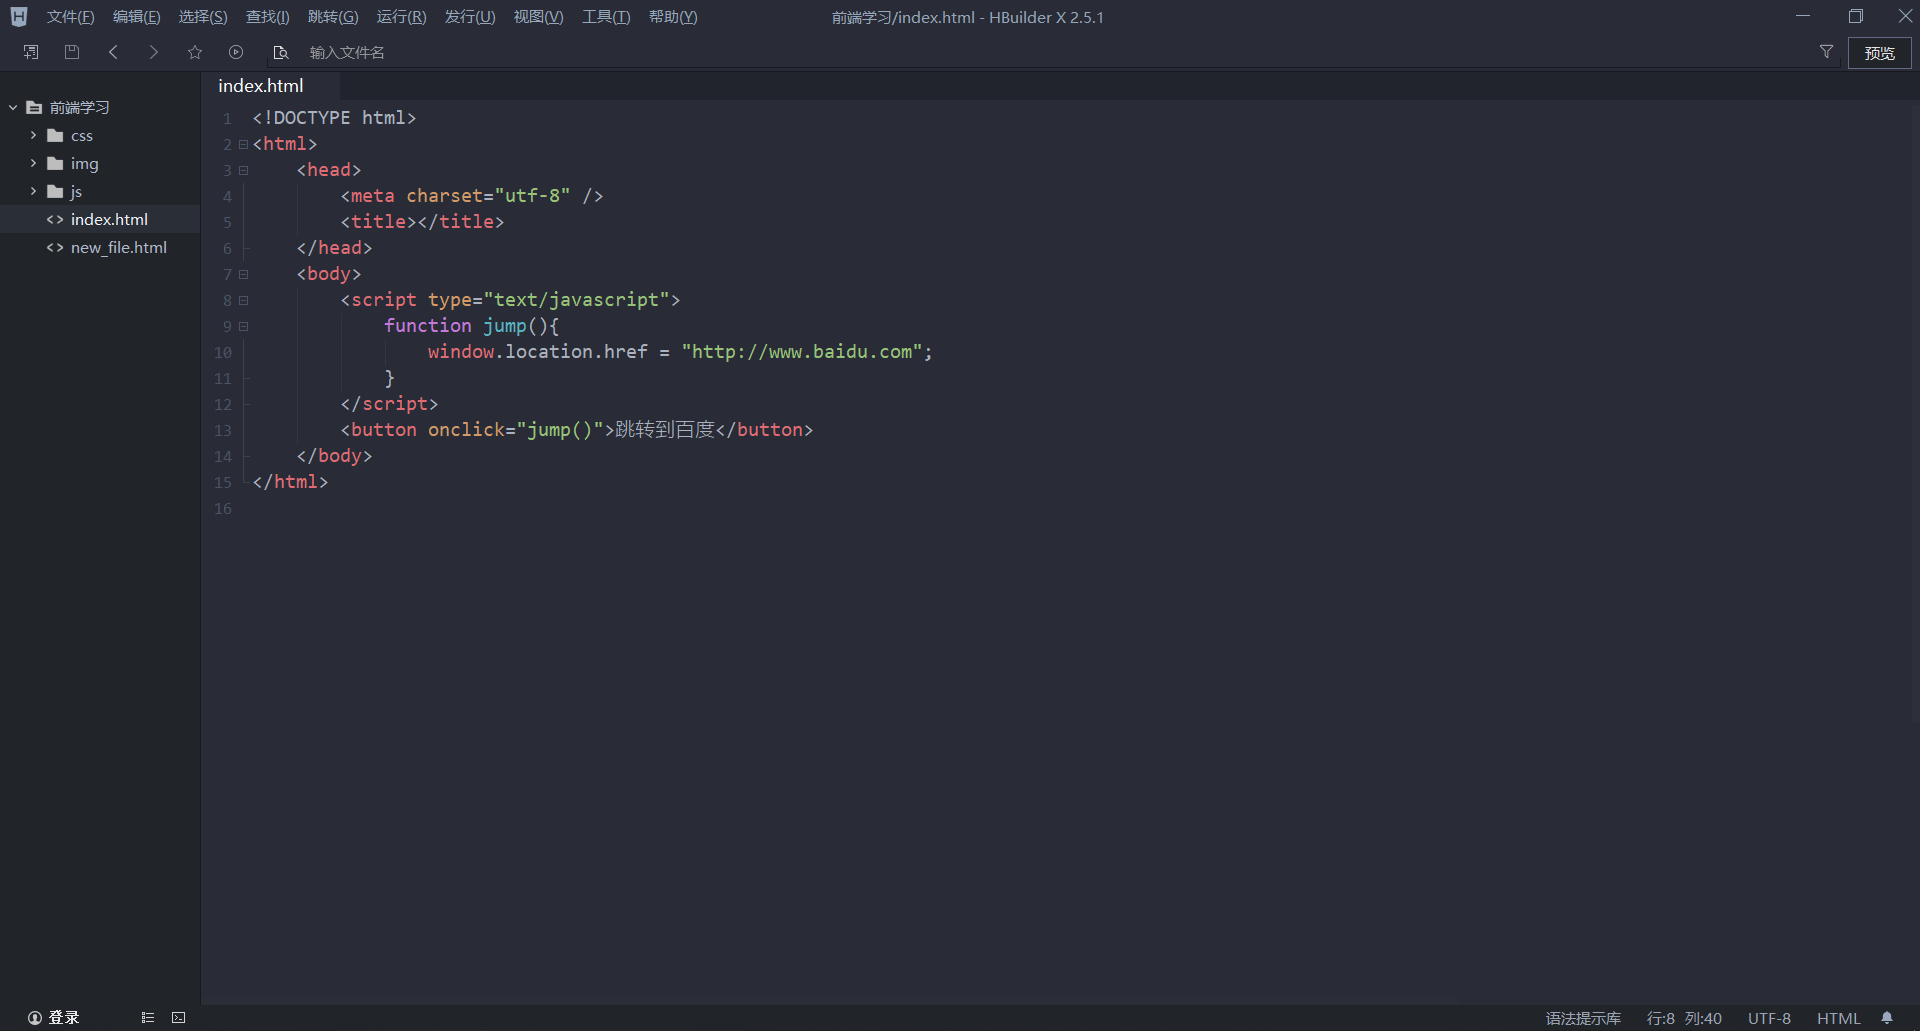 文件(F) 编辑(E) 选择(S) 查找(I) 跳转(G) 运行(R) 发行(U) 视图(V) 工具(T) 帮助(Y) 前端学习/index.html - HBuilder X 2.5.1
输入文件名 预览
index.html
前端学习
css
img
js
index.html
new_file.html
1 <!DOCTYPE html>
2 <html>
3     <head>
4         <meta charset="utf-8" />
5         <title></title>
6     </head>
7     <body>
8         <script type="text/javascript">
9             function jump(){
10                 window.location.href = "http://www.baidu.com";
11             }
12         </script>
13         <button onclick="jump()">跳转到百度</button>
14     </body>
15 </html>
16
登录 语法提示库 行:8 列:40 UTF-8 HTML